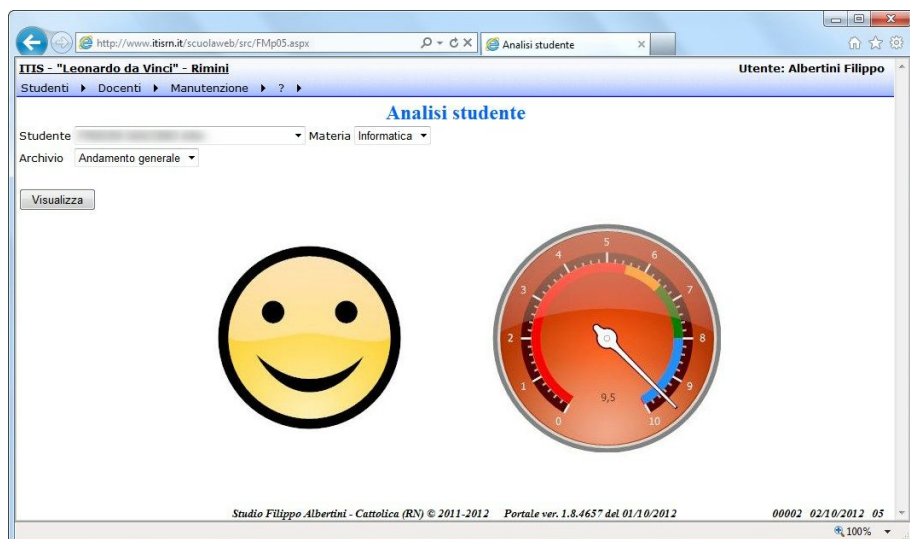 http://www.itisrn.it/scuolaweb/src/FMp05.aspx
Analisi studente
ITIS - "Leonardo da Vinci" - Rimini
Utente: Albertini Filippo
Studenti Docenti Manutenzione ?
Analisi studente
Studente
Materia Informatica
Archivio Andamento generale
Visualizza
0
1
2
3
4
5
6
7
8
9
10
9,5
Studio Filippo Albertini - Cattolica (RN) © 2011-2012 Portale ver. 1.8.4657 del 01/10/2012 00002 02/10/2012 05
100%